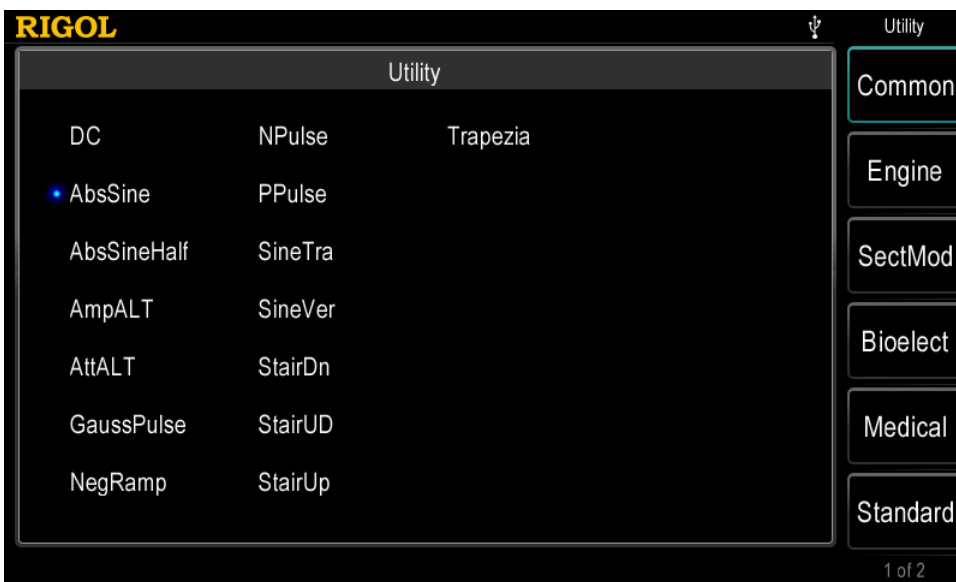 RIGOL
Utility
Utility
DC NPulse Trapezia
AbsSine PPulse
AbsSineHalf SineTra
AmpALT SineVer
AttALT StairDn
GaussPulse StairUD
NegRamp StairUp
Common
Engine
SectMod
Bioelect
Medical
Standard
1 of 2